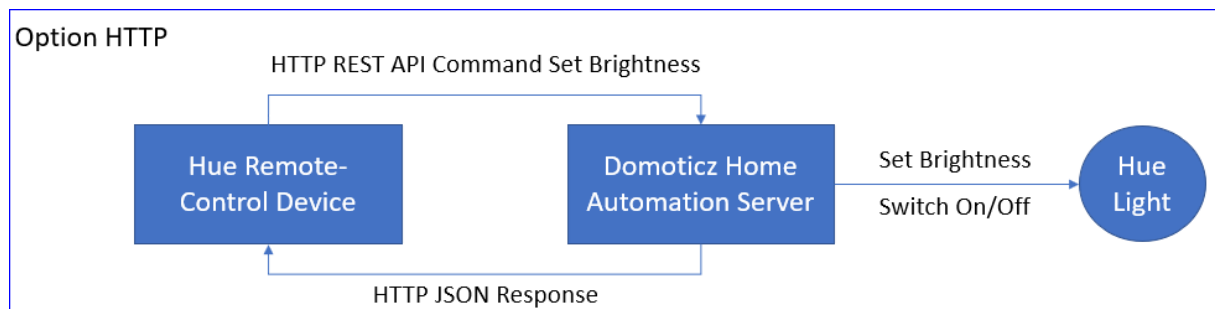 Option HTTP
HTTP REST API Command Set Brightness
Hue Remote-
Control Device
Domoticz Home
Automation Server
Set Brightness
Switch On/Off
Hue
Light
HTTP JSON Response